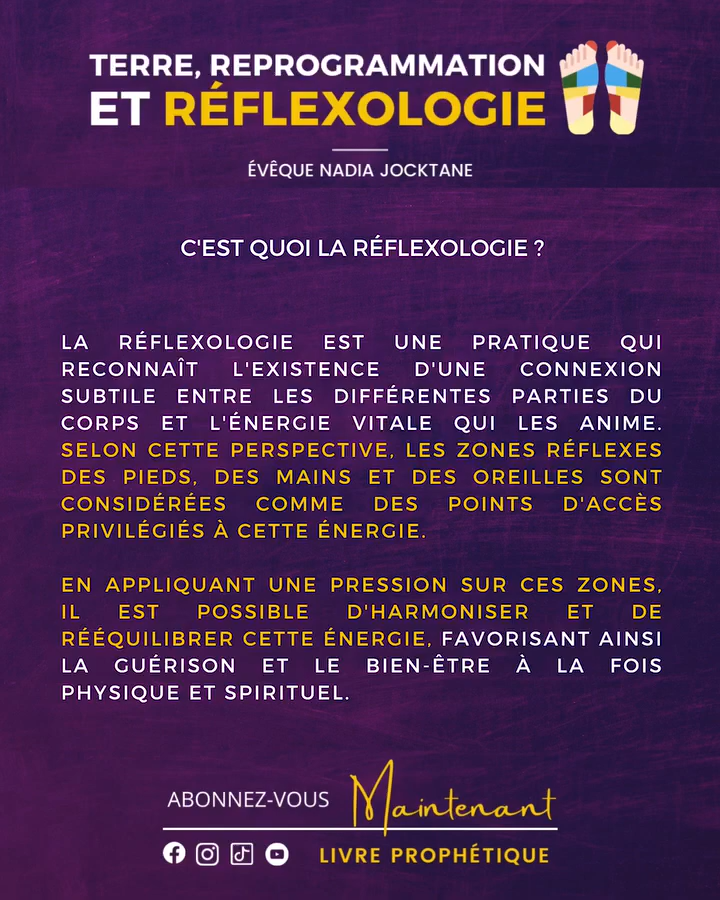 TERRE, REPROGRAMMATION
ET RÉFLEXOLOGIE
ÉVÊQUE NADIA JOCKTANE
C'EST QUOI LA RÉFLEXOLOGIE ?
LA RÉFLEXOLOGIE EST UNE PRATIQUE QUI
RECONNAÎT L'EXISTENCE D'UNE CONNEXION
SUBTILE ENTRE LES DIFFÉRENTES PARTIES DU
CORPS ET L'ÉNERGIE VITALE QUI LES ANIME.
SELON CETTE PERSPECTIVE, LES ZONES RÉFLEXES
DES PIEDS, DES MAINS ET DES OREILLES SONT
CONSIDÉRÉES COMME DES POINTS D'ACCÈS
PRIVILÉGIÉS À CETTE ÉNERGIE.
EN APPLIQUANT UNE PRESSION SUR CES ZONES,
IL EST POSSIBLE D'HARMONISER ET DE
RÉÉQUILIBRER CETTE ÉNERGIE, FAVORISANT AINSI
LA GUÉRISON ET LE BIEN-ÊTRE À LA FOIS
PHYSIQUE ET SPIRITUEL.
ABONNEZ-VOUS Maintenant
LIVRE PROPHÉTIQUE